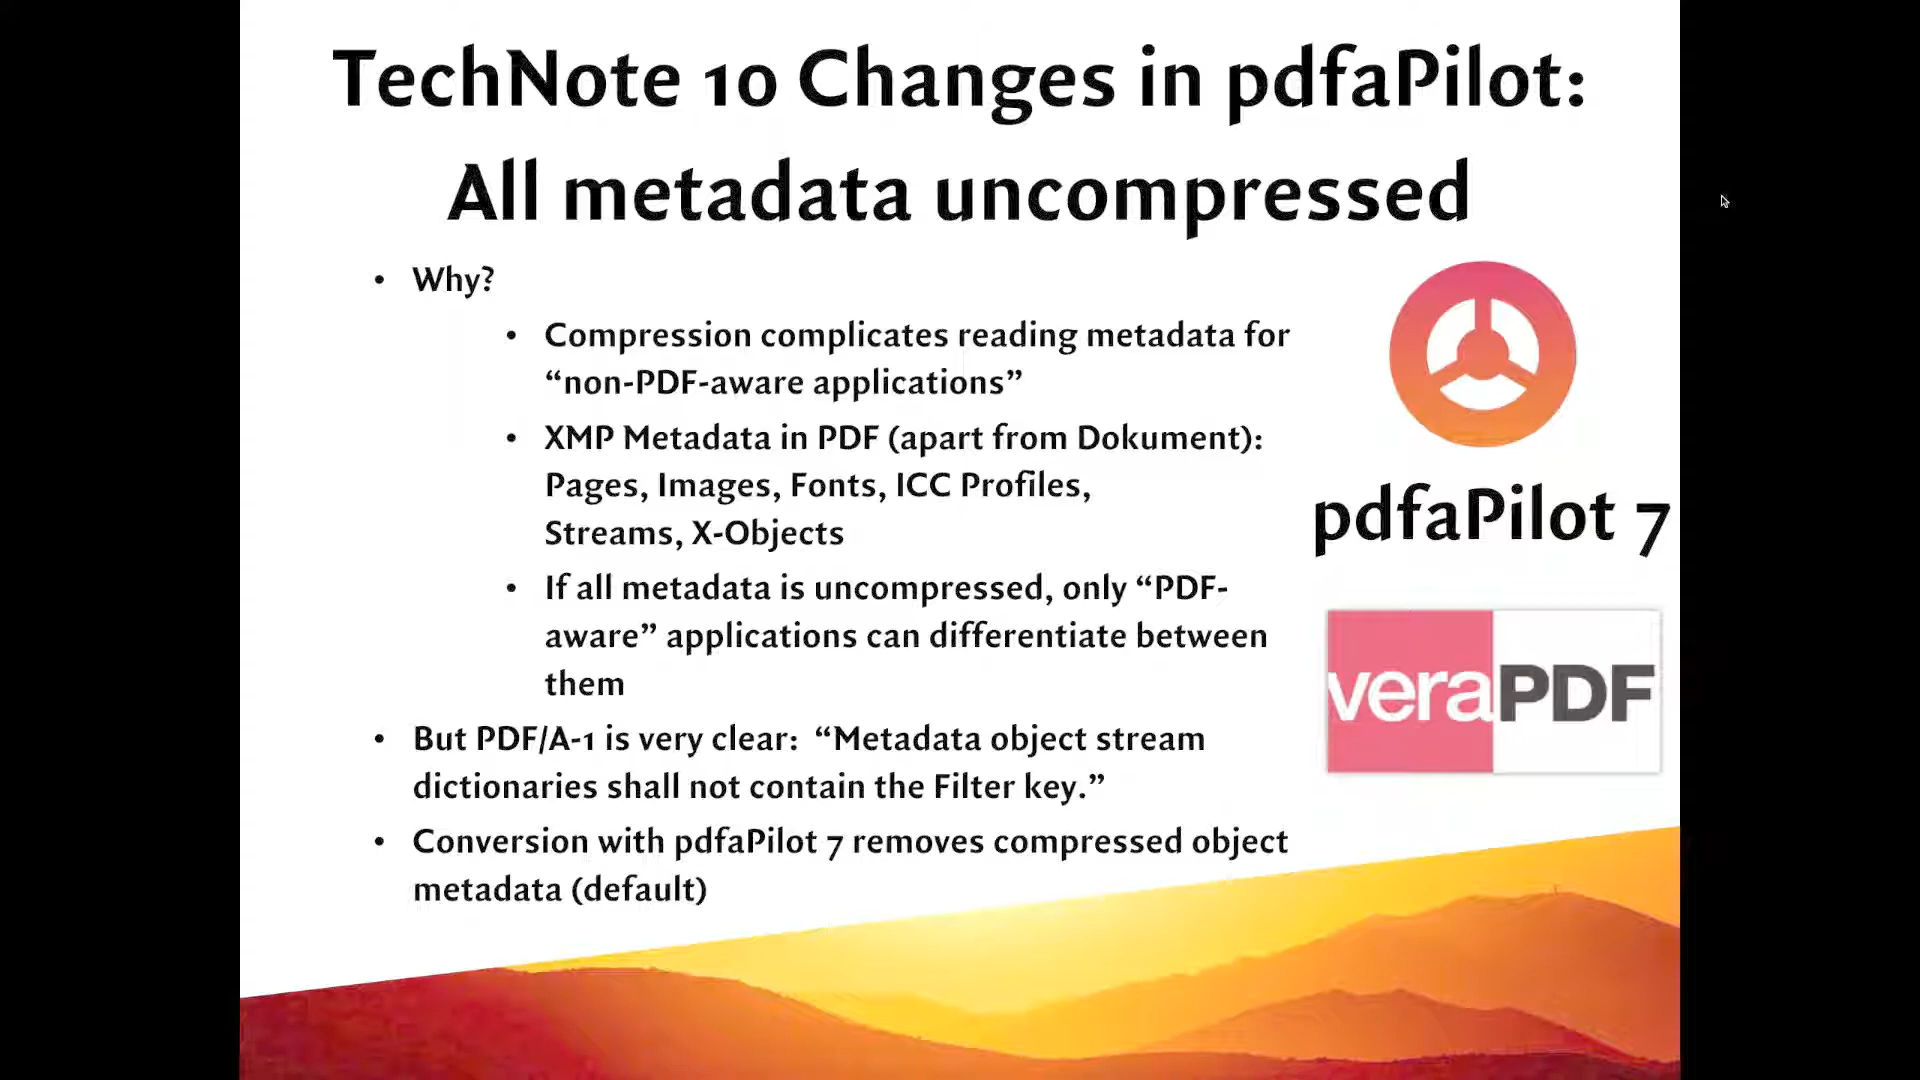 TechNote 10 Changes in pdfaPilot:
All metadata uncompressed
• Why?
• Compression complicates reading metadata for
“non-PDF-aware applications”
• XMP Metadata in PDF (apart from Dokument):
Pages, Images, Fonts, ICC Profiles,
Streams, X-Objects
• If all metadata is uncompressed, only “PDF-
aware” applications can differentiate between
them
• But PDF/A-1 is very clear: “Metadata object stream
dictionaries shall not contain the Filter key.”
• Conversion with pdfaPilot 7 removes compressed object
metadata (default)
pdfaPilot 7
veraPDF